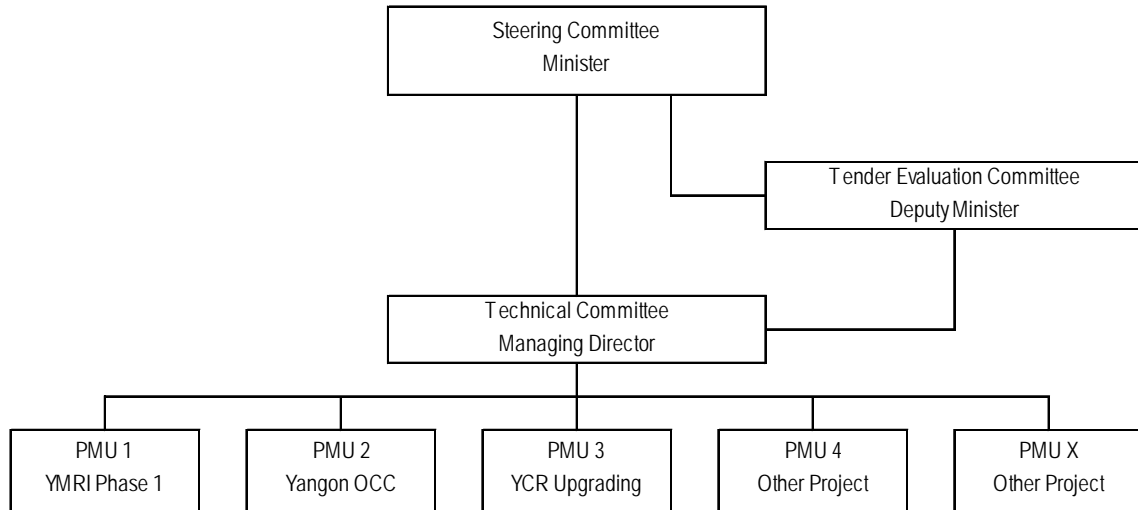 Steering Committee
Minister
Tender Evaluation Committee
Deputy Minister
Technical Committee
Managing Director
PMU 1
YMRI Phase 1
PMU 2
Yangon OCC
PMU 3
YCR Upgrading
PMU 4
Other Project
PMU X
Other Project